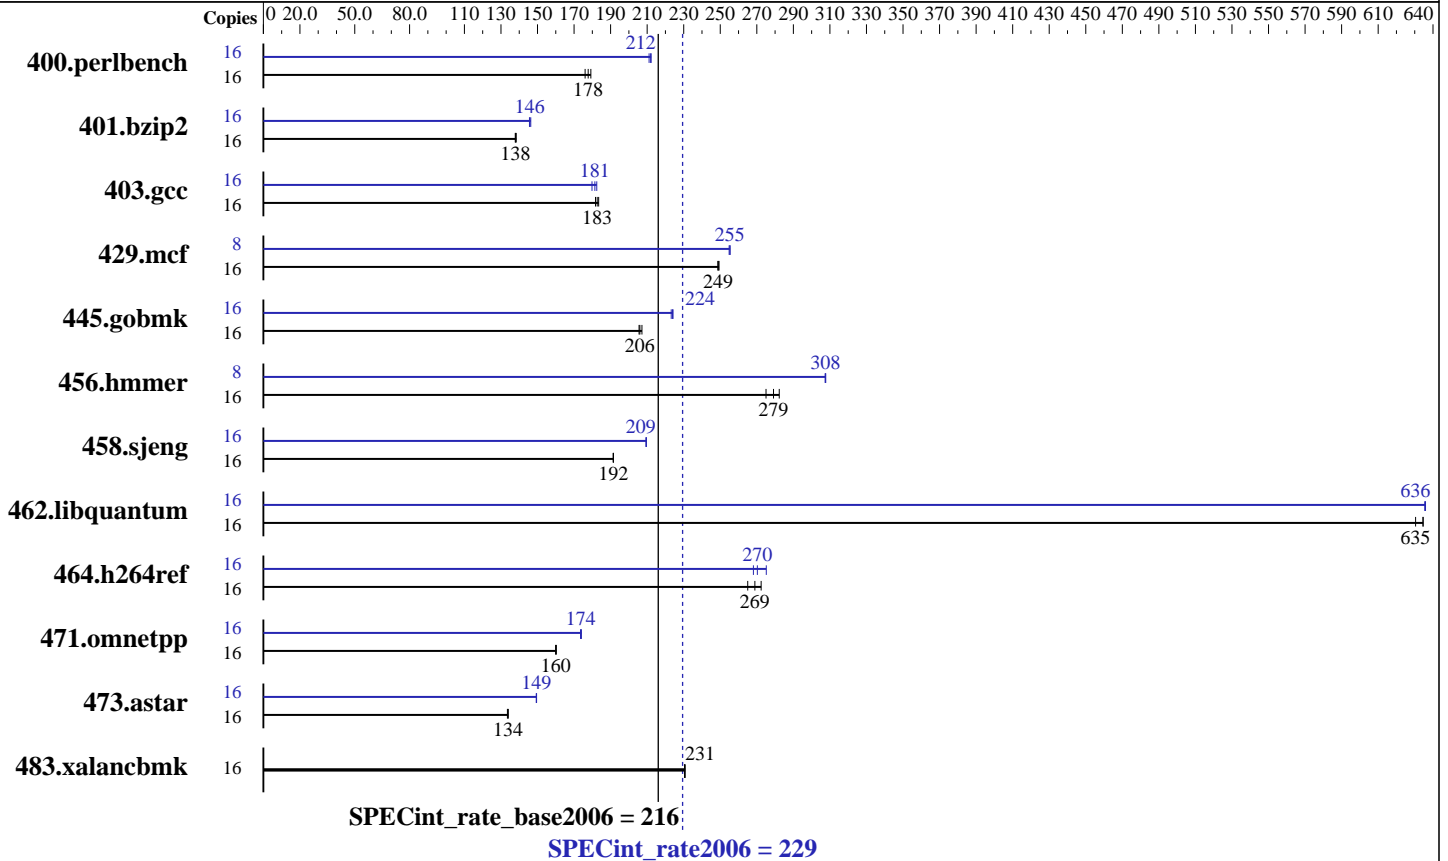 Copies 0 20.0 50.0 80.0 110 130 150 170 190 210 230 250 270 290 310 330 350 370 390 410 430 450 470 490 510 530 550 570 590 610 640
400.perlbench 16 212
16 178
401.bzip2 16 146
16 138
403.gcc 16 181
16 183
429.mcf 8 255
16 249
445.gobmk 16 224
16 206
456.hmmer 8 308
16 279
458.sjeng 16 209
16 192
462.libquantum 16 636
16 635
464.h264ref 16 270
16 269
471.omnetpp 16 174
16 160
473.astar 16 149
16 134
483.xalancbmk 16 231
SPECint_rate_base2006 = 216
SPECint_rate2006 = 229